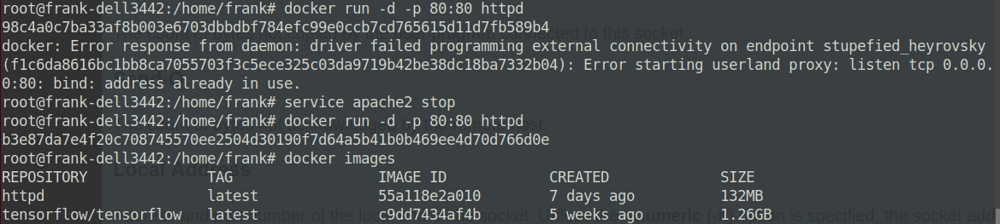 root@frank-dell3442:/home/frank# docker run -d -p 80:80 httpd
98c4a0c7ba33af8b003e6703dbbdbf784efc99e0ccb7cd765615d11d7fb589b4
docker: Error response from daemon: driver failed programming external connectivity on endpoint stupefied_heyrovsky
(f1c6da8616bc1bb8ca7055703f3c5ece325c03da9719b42be38dc18ba7332b04): Error starting userland proxy: listen tcp 0.0.0.
0:80: bind: address already in use.
root@frank-dell3442:/home/frank# service apache2 stop
root@frank-dell3442:/home/frank# docker run -d -p 80:80 httpd
b3e87da7e4f20c708745570ee2504d30190f7d64a5b41b0b469ee4d70d766d0e
root@frank-dell3442:/home/frank# docker images
REPOSITORY TAG IMAGE ID CREATED SIZE
httpd latest 55a118e2a010 7 days ago 132MB
tensorflow/tensorflow latest c9dd7434af4b 5 weeks ago 1.26GB
Local Address